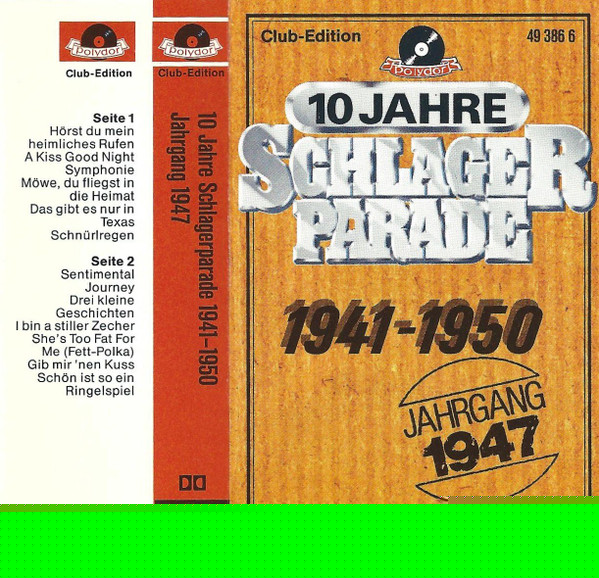 polydor
Club-Edition
Seite 1
Hörst du mein
heimliches Rufen
A Kiss Good Night
Symphonie
Möwe, du fliegst in
die Heimat
Das gibt es nur in
Texas
Schnürlregen
Seite 2
Sentimental
Journey
Drei kleine
Geschichten
I bin a stiller Zecher
She's Too Fat For
Me (Fett-Polka)
Gib mir 'nen Kuss
Schön ist so ein
Ringelspiel
polydor
Club-Edition
10 Jahre Schlagerparade 1941–1950
Jahrgang 1947
Club-Edition
polydor
49 386 6
10 JAHRE
SCHLAGER
PARADE
1941-1950
JAHRGANG
1947